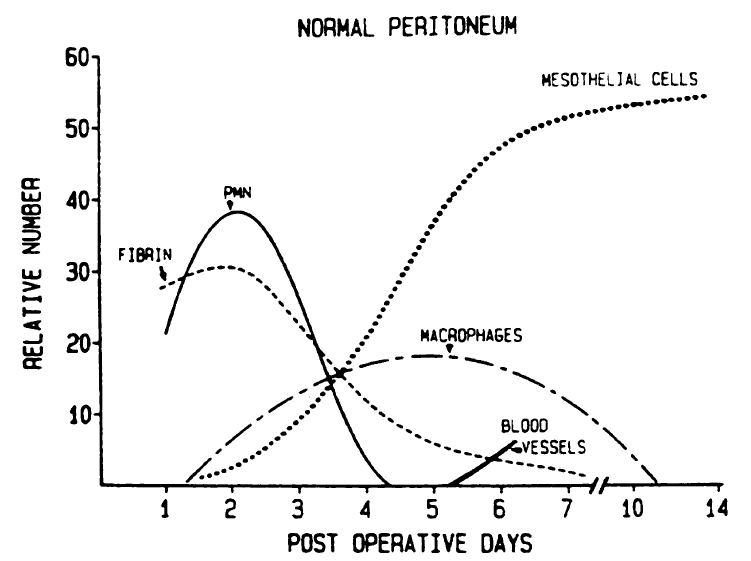 NORMAL PERITONEUM
60
MESOTHELIAL CELLS
50
PMN
40
FIBRIN
30
MACROPHAGES
20
BLOOD
VESSELS
10
RELATIVE NUMBER
1 2 3 4 5 6 7 10 14
POST OPERATIVE DAYS